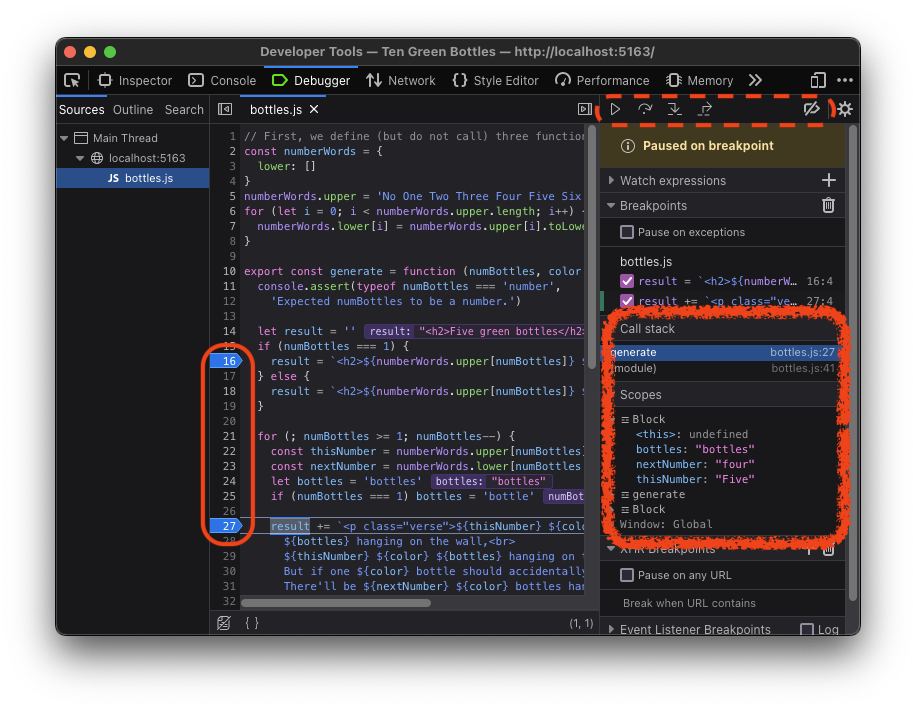 Developer Tools — Ten Green Bottles — http://localhost:5163/
Inspector Console Debugger Network Style Editor Performance Memory
Sources Outline Search
bottles.js
Main Thread
localhost:5163
JS bottles.js
1 // First, we define (but do not call) three function
2 const numberWords = {
3 lower: []
4 }
5 numberWords.upper = 'No One Two Three Four Five Six
6 for (let i = 0; i < numberWords.upper.length; i++) {
7 numberWords.lower[i] = numberWords.upper[i].toLowe
8 }
9
10 export const generate = function (numBottles, color
11 console.assert(typeof numBottles === 'number',
12 'Expected numBottles to be a number.')
13
14 let result = '' result: "<h2>Five green bottles</h2>
15 if (numBottles === 1) {
16 result = `<h2>${numberWords.upper[numBottles]} $
17 } else {
18 result = `<h2>${numberWords.upper[numBottles]} $
19 }
20
21 for (; numBottles >= 1; numBottles--) {
22 const thisNumber = numberWords.upper[numBottles]
23 const nextNumber = numberWords.lower[numBottles
24 let bottles = 'bottles' bottles: "bottles"
25 if (numBottles === 1) bottles = 'bottle' numBot
26
27 result += `<p class="verse">${thisNumber} ${colo
28 ${bottles} hanging on the wall,<br>
29 ${thisNumber} ${color} ${bottles} hanging on t
30 But if one ${color} bottle should accidentally
31 There'll be ${nextNumber} ${color} bottles han
32
{ } (1, 1)
Paused on breakpoint
Watch expressions
Breakpoints
Pause on exceptions
bottles.js
result = `<h2>${numberW… 16:4
result += `<p class="ve… 27:4
Call stack
generate bottles.js:27
(module) bottles.js:41
Scopes
Block
<this>: undefined
bottles: "bottles"
nextNumber: "four"
thisNumber: "Five"
generate
Block
Window: Global
XHR Breakpoints
Pause on any URL
Break when URL contains
Event Listener Breakpoints Log